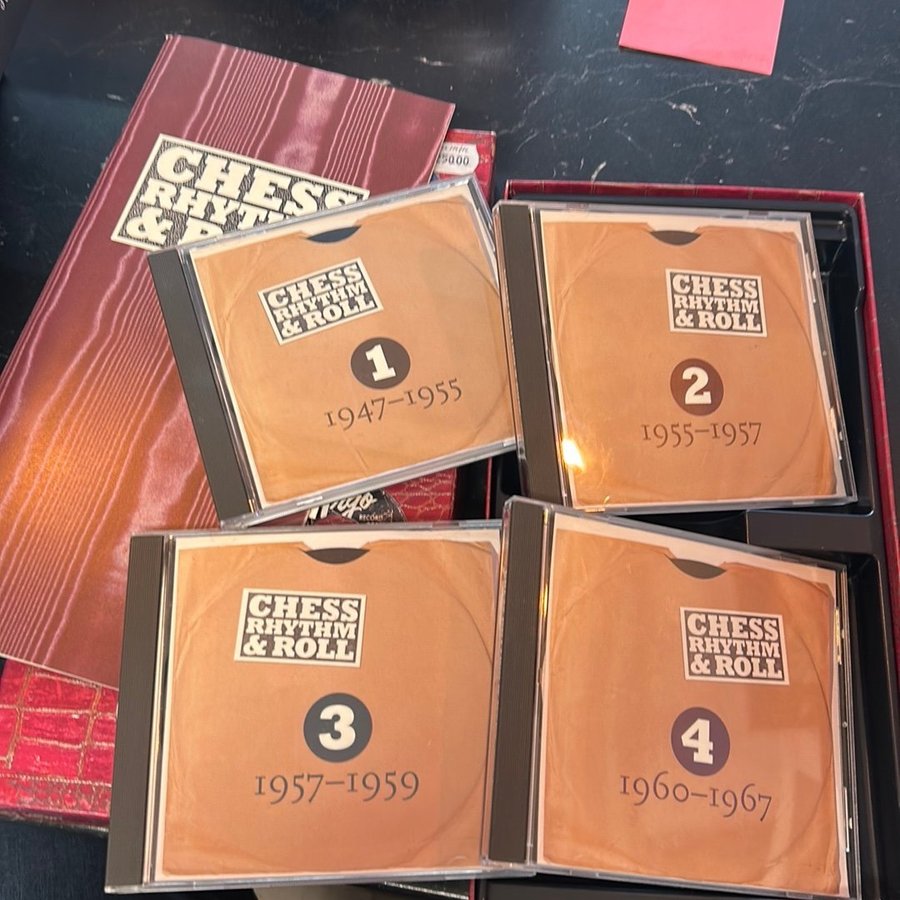 CHESS
RHYTHM
& ROLL
1
1947–1955
CHESS
RHYTHM
& ROLL
2
1955–1957
CHESS
RHYTHM
& ROLL
3
1957–1959
CHESS
RHYTHM
& ROLL
4
1960–1967
CHESS
&